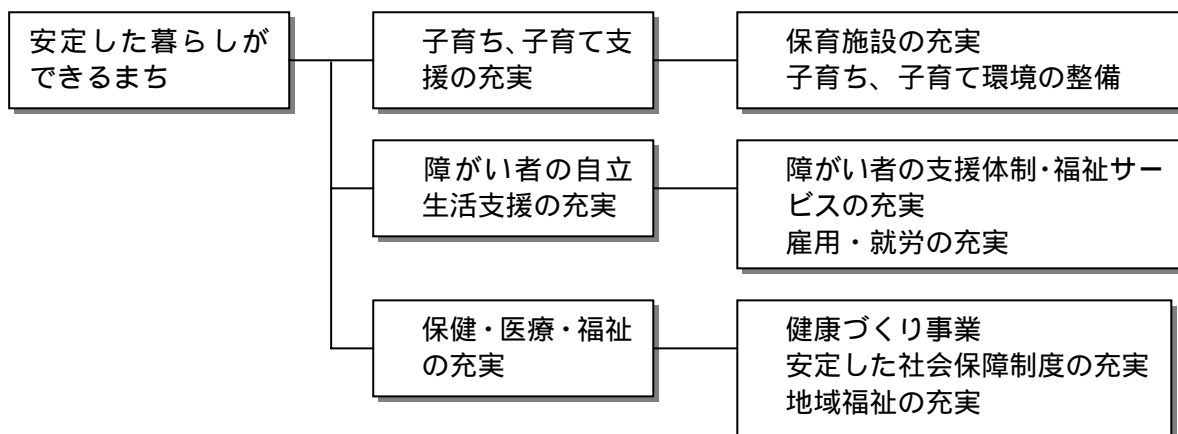 安定した暮らしが
できるまち
子育ち、子育て支
援の充実
保育施設の充実
子育ち、子育て環境の整備
障がい者の自立
生活支援の充実
障がい者の支援体制・福祉サー
ビスの充実
雇用・就労の充実
保健・医療・福祉
の充実
健康づくり事業
安定した社会保障制度の充実
地域福祉の充実